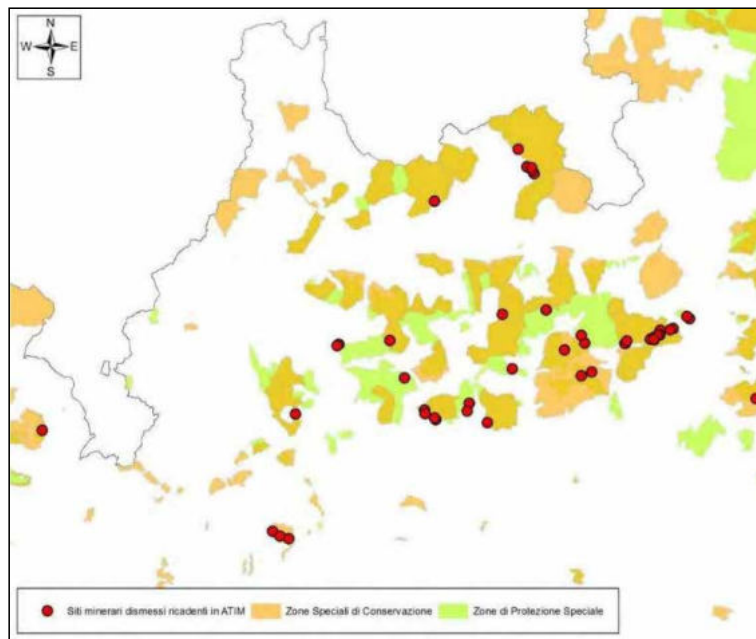 N
W E
S
Siti minerari dismessi ricadenti in ATIM Zone Speciali di Conservazione Zone di Protezione Speciale